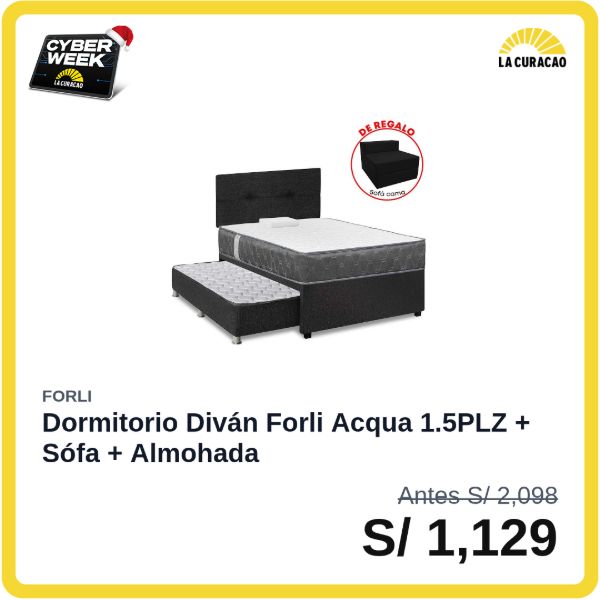 CYBER
WEEK
LA CURACAO
LA CURACAO
DE REGALO
Sofá cama
FORLI
Dormitorio Diván Forli Acqua 1.5PLZ +
Sófa + Almohada
Antes S/ 2,098
S/ 1,129